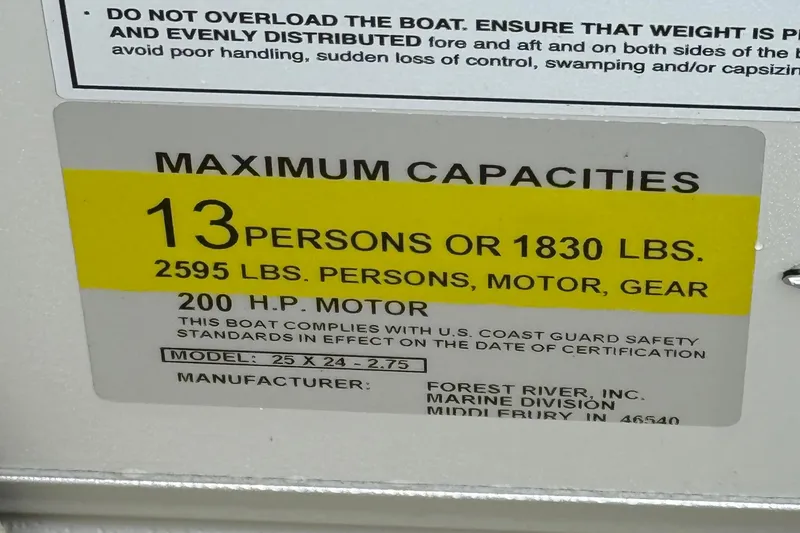 • DO NOT OVERLOAD THE BOAT. ENSURE THAT WEIGHT IS
AND EVENLY DISTRIBUTED fore and aft and on both sides of the
avoid poor handling, sudden loss of control, swamping and/or
MAXIMUM CAPACITIES
13 PERSONS OR 1830 LBS.
2595 LBS. PERSONS, MOTOR, GEAR
200 H.P. MOTOR
THIS BOAT COMPLIES WITH U.S. COAST GUARD SAFETY
STANDARDS IN EFFECT ON THE DATE OF CERTIFICATION
MODEL: 25 X 24 - 2.75
MANUFACTURER: FOREST RIVER, INC.
MARINE DIVISION
MIDDLEBURY IN 46540